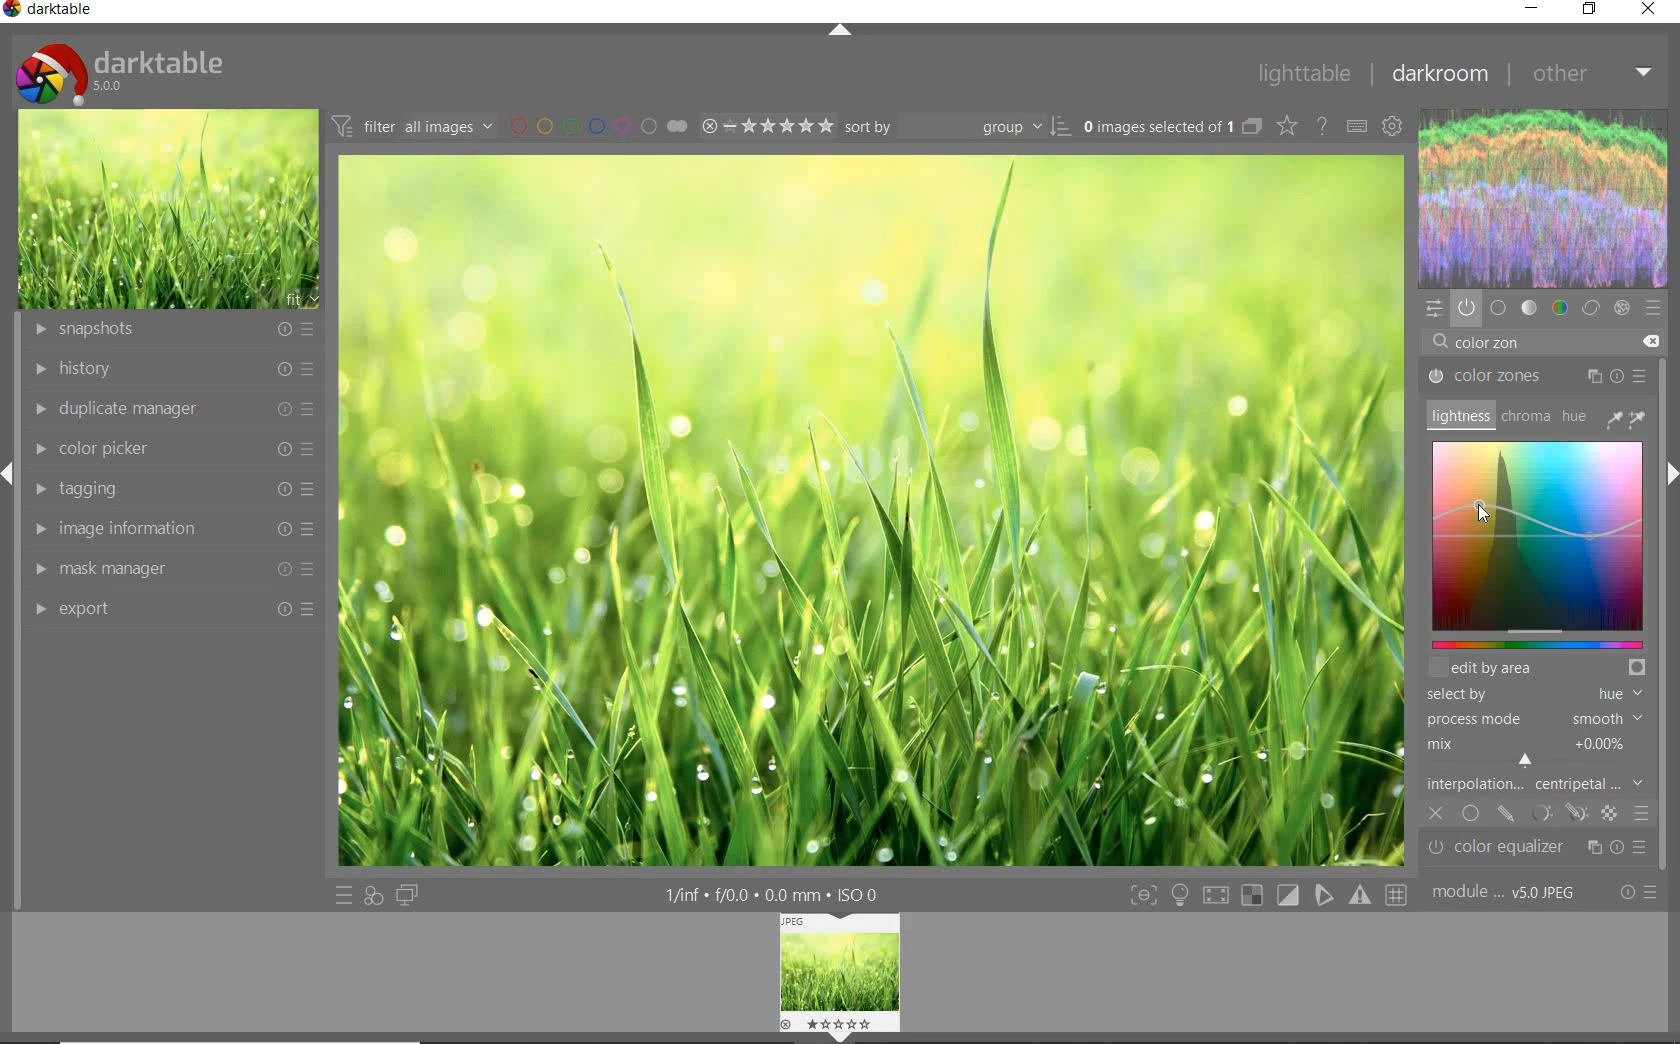 darktable
darktable
5.0.0
lighttable | darkroom | other
filter all images sort by group 0 images selected of 1
fit
snapshots
history
duplicate manager
color picker
tagging
image information
mask manager
export
color zon
color zones
lightness chroma hue
edit by area
select by hue
process mode smooth
mix +0.00%
interpolation... centripetal ...
color equalizer
1/inf • f/0.0 • 0.0 mm • ISO 0
module ... v5.0 JPEG
JPEG